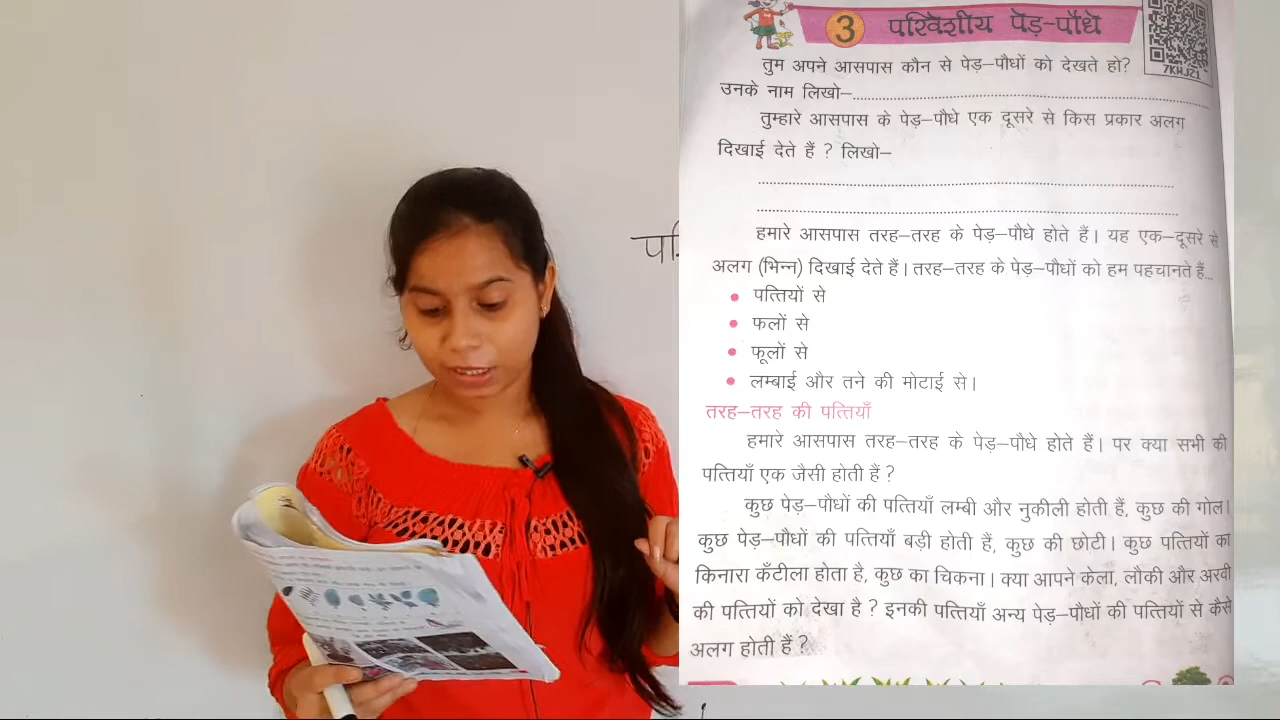 परि
3 परिवेशीय पेड़–पौधे
7KHJZ1
तुम अपने आसपास कौन से पेड़–पौधों को देखते हो?
उनके नाम लिखो–
तुम्हारे आसपास के पेड़–पौधे एक दूसरे से किस प्रकार अलग
दिखाई देते हैं ? लिखो–
हमारे आसपास तरह–तरह के पेड़–पौधे होते हैं। यह एक–दूसरे से
अलग (भिन्न) दिखाई देते हैं। तरह–तरह के पेड़–पौधों को हम पहचानते हैं...
• पत्तियों से
• फलों से
• फूलों से
• लम्बाई और तने की मोटाई से।
तरह–तरह की पत्तियाँ
हमारे आसपास तरह–तरह के पेड़–पौधे होते हैं। पर क्या सभी की
पत्तियाँ एक जैसी होती हैं ?
कुछ पेड़–पौधों की पत्तियाँ लम्बी और नुकीली होती हैं, कुछ की गोल।
कुछ पेड़–पौधों की पत्तियाँ बड़ी होती हैं, कुछ की छोटी। कुछ पत्तियों का
किनारा कँटीला होता है, कुछ का चिकना। क्या आपने केला, लौकी और अरवी
की पत्तियों को देखा है ? इनकी पत्तियाँ अन्य पेड़–पौधों की पत्तियों से कैसे
अलग होती हैं ?